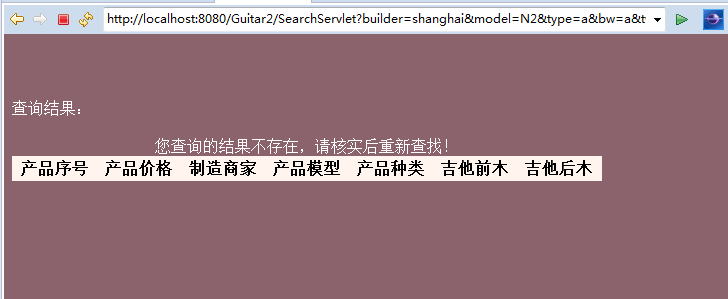 http://localhost:8080/Guitar2/SearchServlet?builder=shanghai&model=N2&type=a&bw=a&t
查询结果：
您查询的结果不存在，请核实后重新查找！
产品序号 产品价格 制造商家 产品模型 产品种类 吉他前木 吉他后木